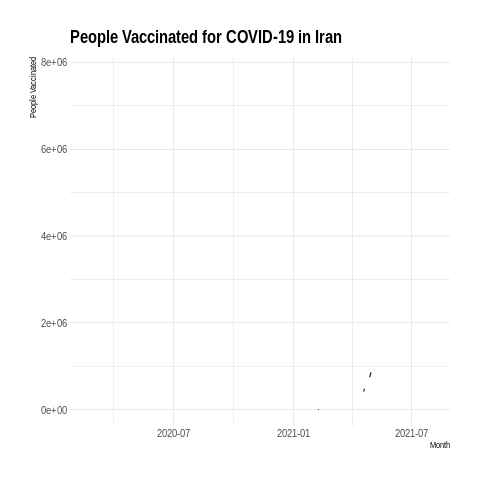 People Vaccinated for COVID-19 in Iran
People Vaccinated
8e+06
6e+06
4e+06
2e+06
0e+00
2020-07
2021-01
2021-07
Month